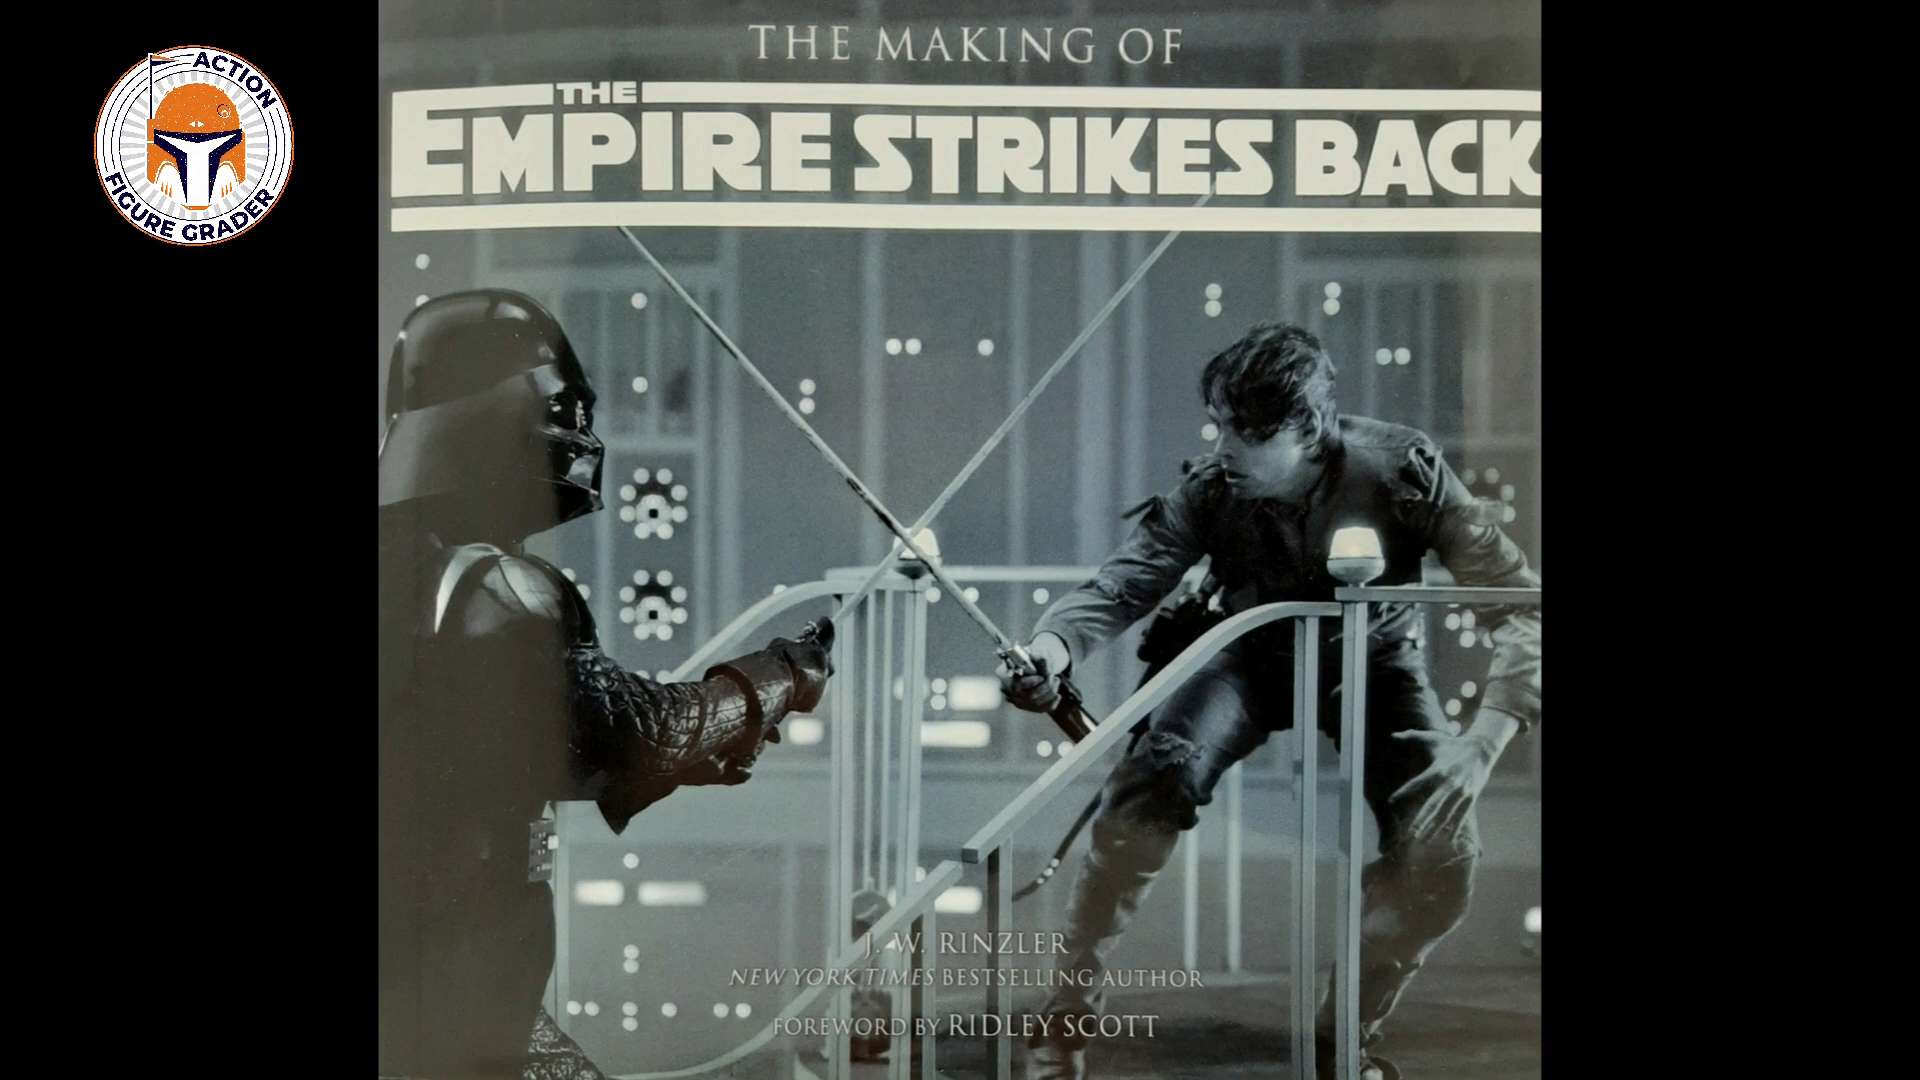 ACTION
FIGURE GRADER
THE MAKING OF
THE
EMPIRE STRIKES BACK
J. W. RINZLER
NEW YORK TIMES BESTSELLING AUTHOR
FOREWORD BY RIDLEY SCOTT